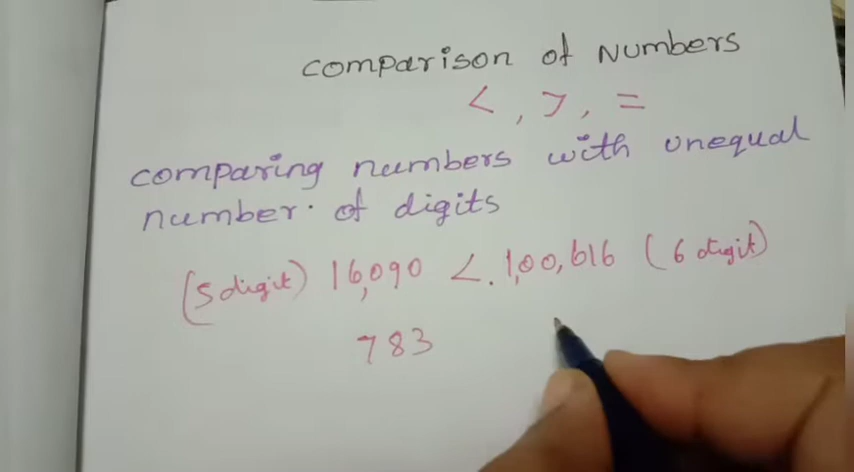 comparison of Numbers
< , > , =
comparing numbers with unequal
number. of digits
(5 digit) 16,090 <. 1,00,616 (6 digit)
783